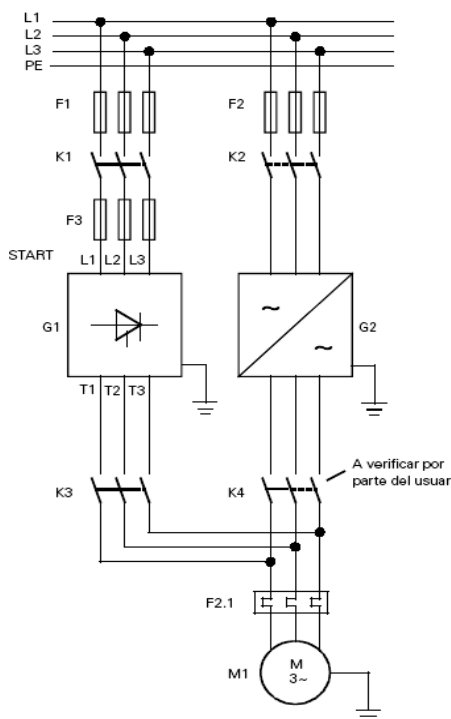 L1
L2
L3
PE
F1
F2
K1
K2
F3
START
L1 L2 L3
G1
~
~
G2
T1 T2 T3
A verificar por
parte del usuar
K3
K4
F2.1
M1
M
3~